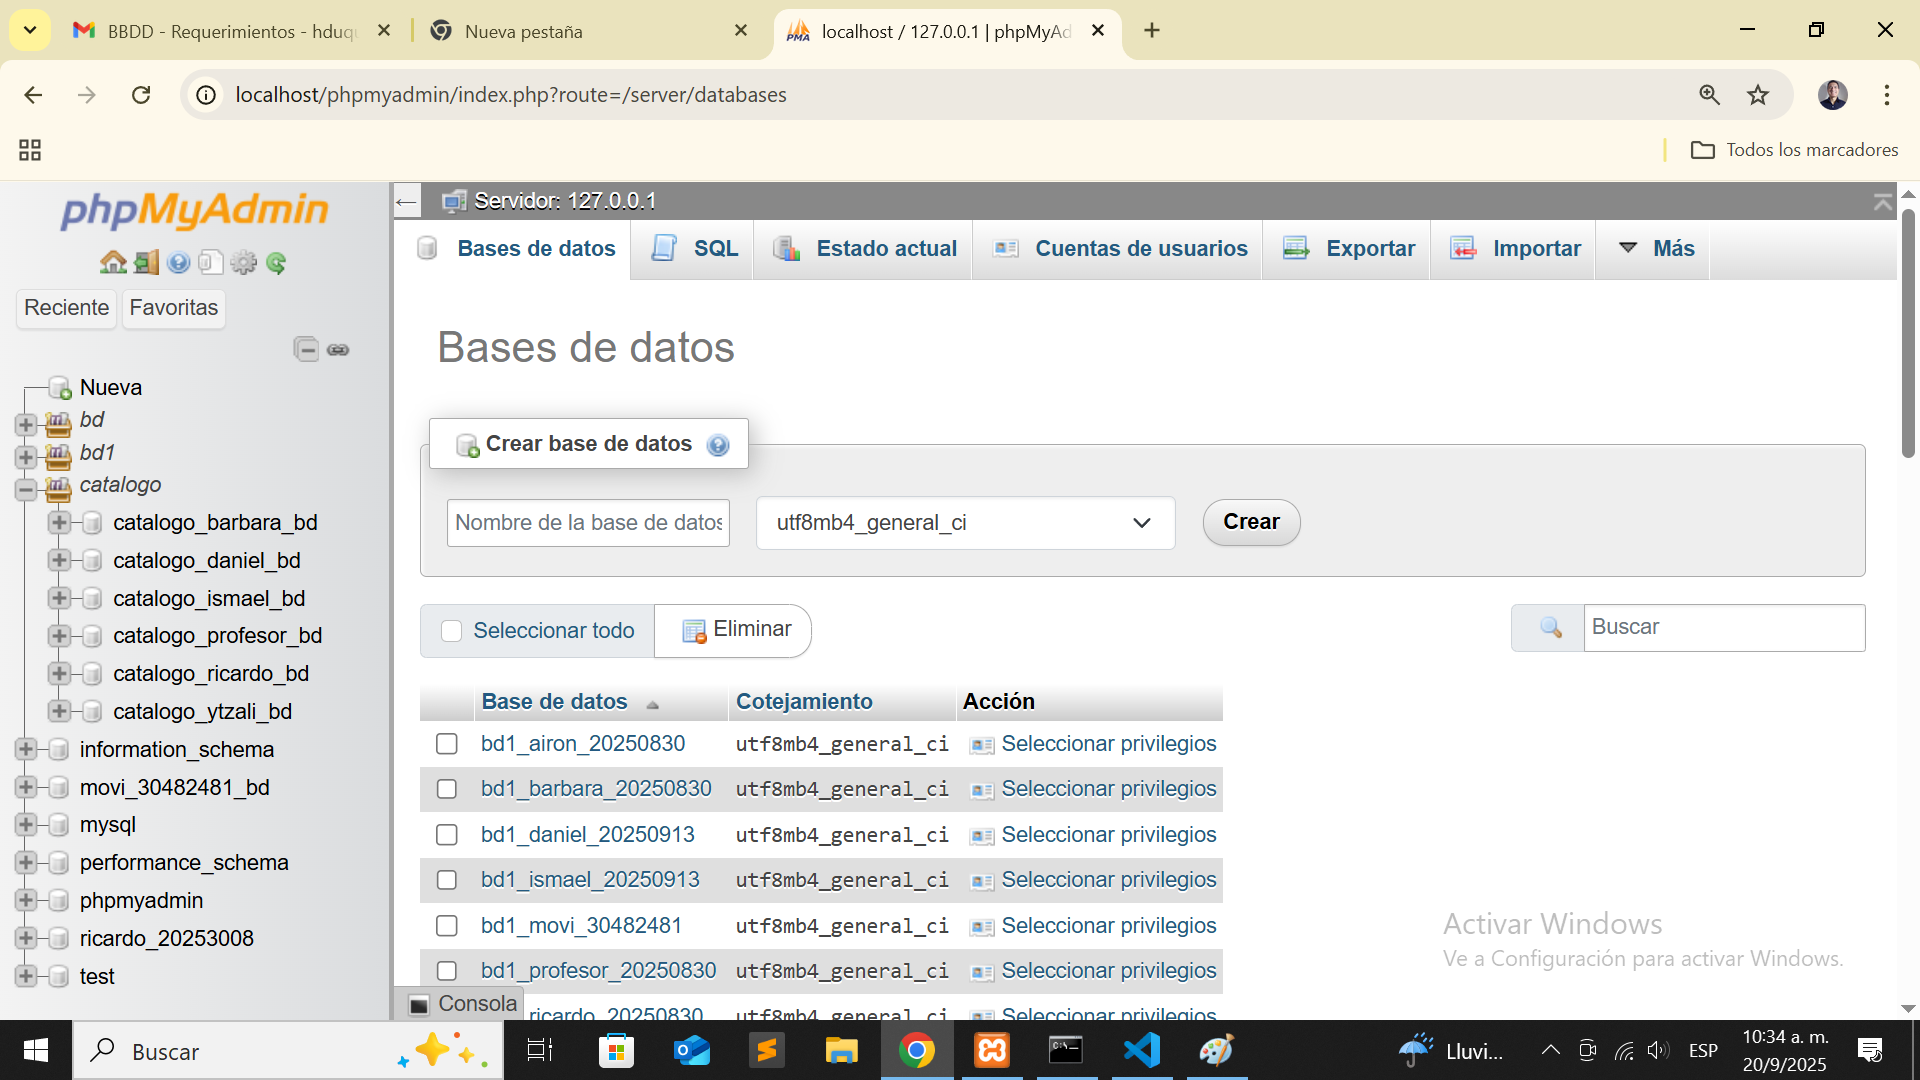 BBDD - Requerimientos - hduqu
Nueva pestaña
localhost / 127.0.0.1 | phpMyAd
localhost/phpmyadmin/index.php?route=/server/databases
Todos los marcadores
phpMyAdmin
Reciente
Favoritas
Nueva
bd
bd1
catalogo
catalogo_barbara_bd
catalogo_daniel_bd
catalogo_ismael_bd
catalogo_profesor_bd
catalogo_ricardo_bd
catalogo_ytzali_bd
information_schema
movi_30482481_bd
mysql
performance_schema
phpmyadmin
ricardo_20253008
test
Servidor: 127.0.0.1
Bases de datos SQL Estado actual Cuentas de usuarios Exportar Importar Más
Bases de datos
Crear base de datos
Nombre de la base de datos utf8mb4_general_ci Crear
Seleccionar todo Eliminar Buscar
Base de datos Cotejamiento Acción
bd1_airon_20250830 utf8mb4_general_ci Seleccionar privilegios
bd1_barbara_20250830 utf8mb4_general_ci Seleccionar privilegios
bd1_daniel_20250913 utf8mb4_general_ci Seleccionar privilegios
bd1_ismael_20250913 utf8mb4_general_ci Seleccionar privilegios
bd1_movi_30482481 utf8mb4_general_ci Seleccionar privilegios
bd1_profesor_20250830 utf8mb4_general_ci Seleccionar privilegios
ricardo_20250830 utf8mb4_general_ci Seleccionar privilegios
Consola
Activar Windows
Ve a Configuración para activar Windows.
Buscar
Lluvi...
ESP
10:34 a. m.
20/9/2025